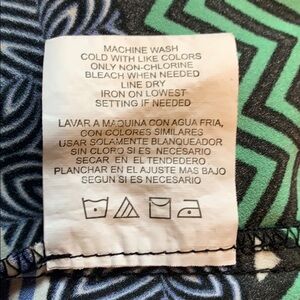 MACHINE WASH
COLD WITH LIKE COLORS
ONLY NON-CHLORINE
BLEACH WHEN NEEDED
LINE DRY
IRON ON LOWEST
SETTING IF NEEDED
LAVAR A MAQUINA CON AGUA FRIA,
CON COLORES SIMILARES
USAR SOLAMENTE BLANQUEADOR
SIN CLORO SI ES NECESARIO
SECAR EN EL TENDEDERO
PLANCHAR EN EL AJUSTE MAS BAJO
SEGUN SI ES NECESARIO